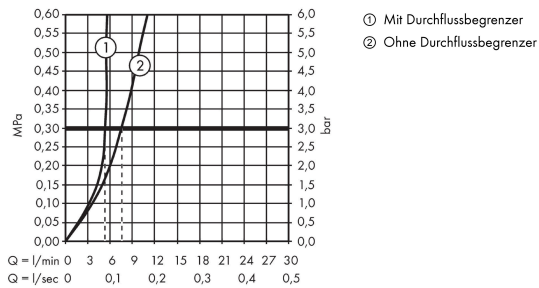 ① Mit Durchflussbegrenzer
② Ohne Durchflussbegrenzer
0,60 6,0
0,55 5,5
0,50 5,0
0,45 4,5
0,40 4,0
0,35 3,5
0,30 3,0
0,25 2,5
0,20 2,0
0,15 1,5
0,10 1,0
0,05 0,5
0,00 0,0
MPa
bar
1
2
Q = l/min 0 3 6 9 12 15 18 21 24 27 30
Q = l/sec 0 0,1 0,2 0,3 0,4 0,5